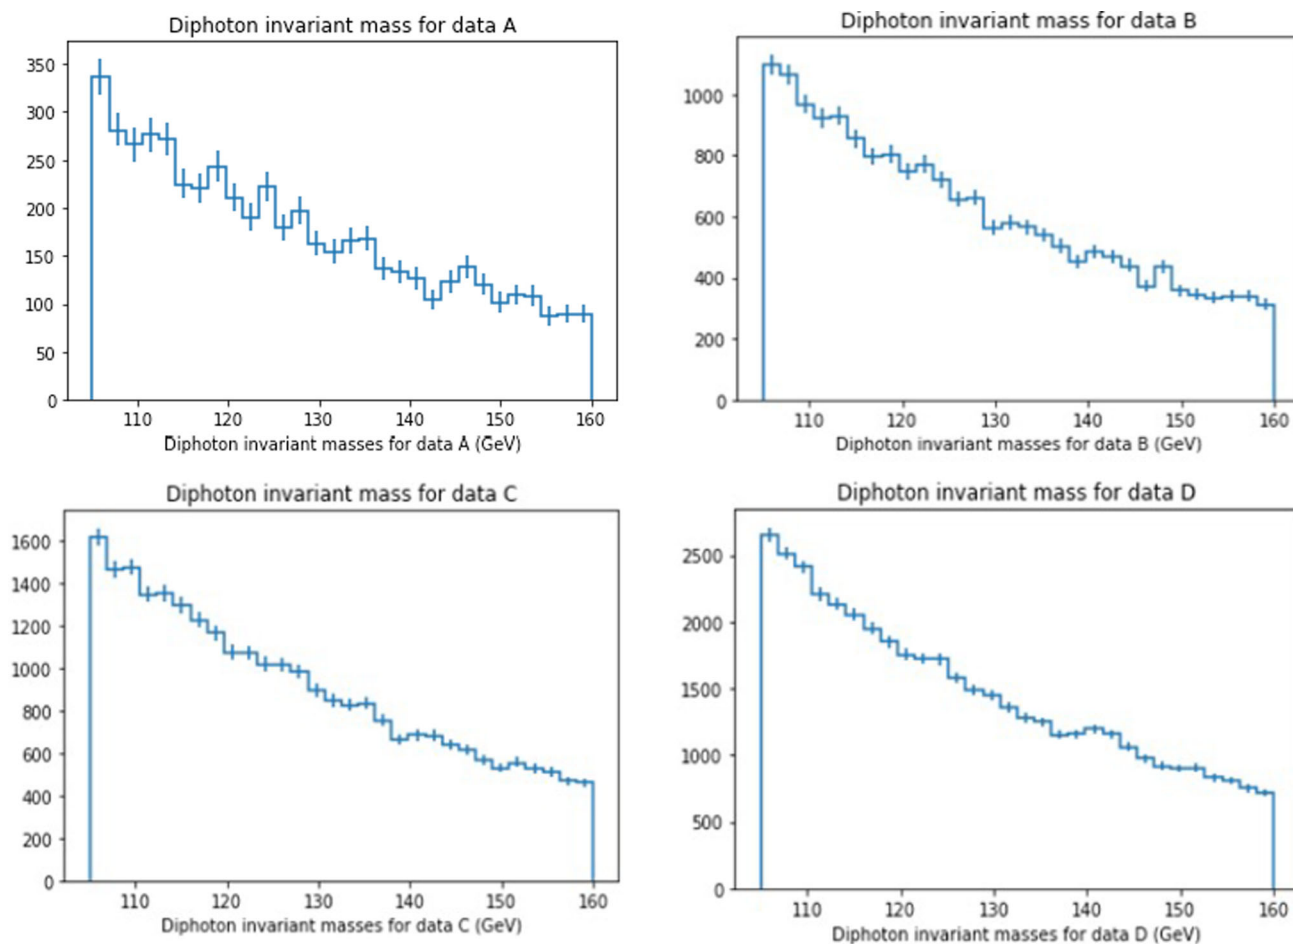 Diphoton invariant mass for data A
350
300
250
200
150
100
50
0
110 120 130 140 150 160
Diphoton invariant masses for data A (GeV)
Diphoton invariant mass for data B
1000
800
600
400
200
0
110 120 130 140 150 160
Diphoton invariant masses for data B (GeV)
Diphoton invariant mass for data C
1600
1400
1200
1000
800
600
400
200
0
110 120 130 140 150 160
Diphoton invariant masses for data C (GeV)
Diphoton invariant mass for data D
2500
2000
1500
1000
500
0
110 120 130 140 150 160
Diphoton invariant masses for data D (GeV)